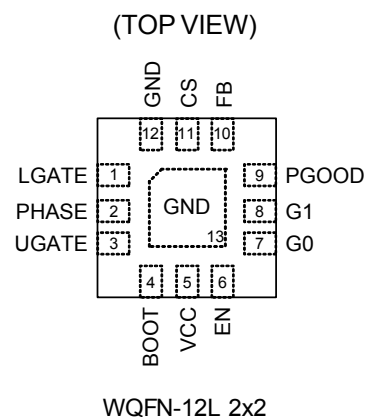 (TOP VIEW)
GND CS FB
12 11 10
LGATE 1 9 PGOOD
PHASE 2 GND 8 G1
UGATE 3 13 7 G0
4 5 6
BOOT VCC EN
WQFN-12L 2x2